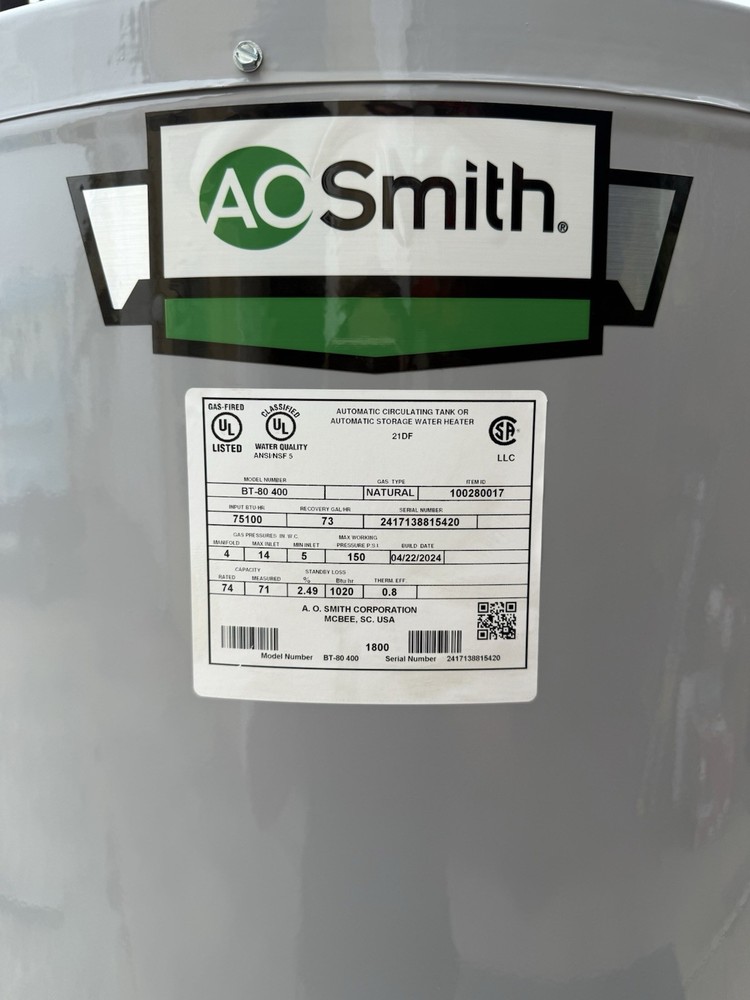 AOSmith®
GAS-FIRED
UL
LISTED
CLASSIFIED
UL
WATER QUALITY
ANSI/NSF 5
AUTOMATIC CIRCULATING TANK OR
AUTOMATIC STORAGE WATER HEATER
21DF
SA®
LLC
MODEL NUMBER GAS TYPE ITEM ID
BT-80 400 NATURAL 100280017
INPUT BTU/HR RECOVERY GAL/HR SERIAL NUMBER
75100 73 2417138815420
GAS PRESSURES IN W.C. MAX WORKING
MANIFOLD MAX INLET MIN INLET PRESSURE P.S.I. BUILD DATE
4 14 5 150 04/22/2024
CAPACITY STANDBY LOSS
RATED MEASURED % Btu/hr THERM. EFF.
74 71 2.49 1020 0.8
A. O. SMITH CORPORATION
MCBEE, SC. USA
1800
Model Number BT-80 400 Serial Number 2417138815420